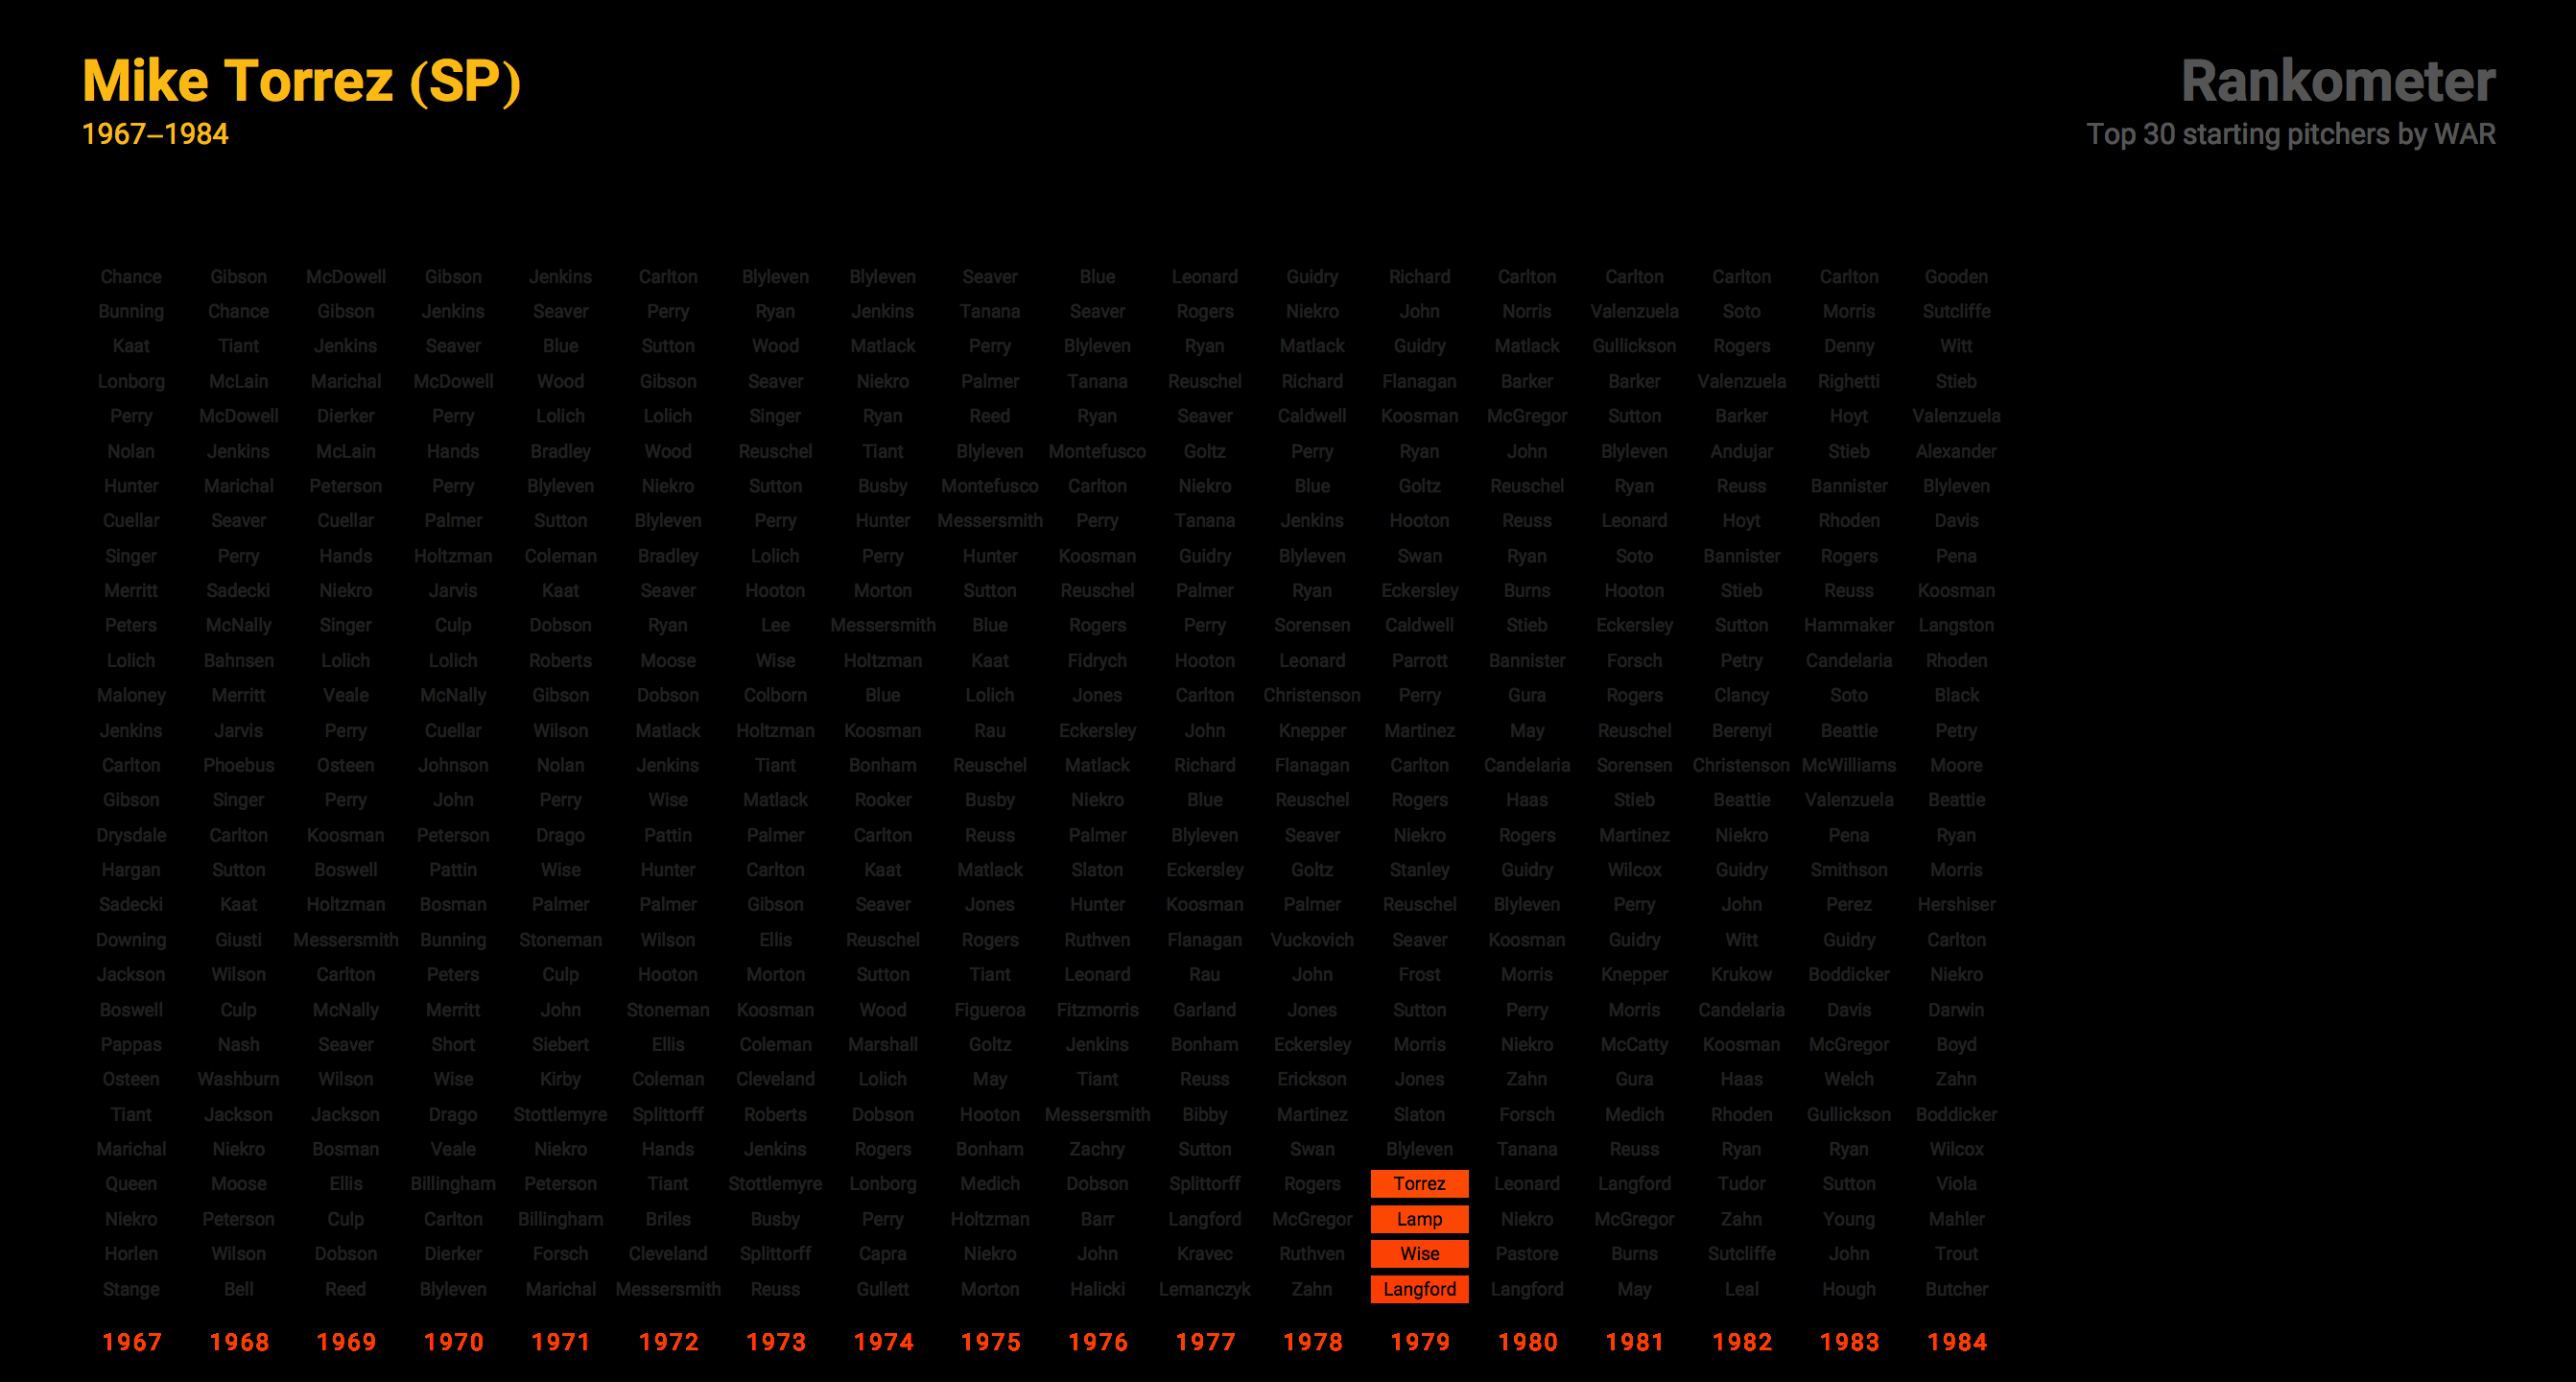 Mike Torrez (SP)
1967–1984
Rankometer
Top 30 starting pitchers by WAR
Chance Gibson McDowell Gibson Jenkins Carlton Blyleven Blyleven Seaver Blue Leonard Guidry Richard Carlton Carlton Carlton Carlton Gooden
Bunning Chance Gibson Jenkins Seaver Perry Ryan Jenkins Tanana Seaver Rogers Niekro John Norris Valenzuela Soto Morris Sutcliffe
Kaat Tiant Jenkins Seaver Blue Sutton Wood Matlack Perry Blyleven Ryan Matlack Guidry Matlack Gullickson Rogers Denny Witt
Lonborg McLain Marichal McDowell Wood Gibson Seaver Niekro Palmer Tanana Reuschel Richard Flanagan Barker Barker Valenzuela Righetti Stieb
Perry McDowell Dierker Perry Lolich Lolich Singer Ryan Reed Ryan Seaver Caldwell Koosman McGregor Sutton Barker Hoyt Valenzuela
Nolan Jenkins McLain Hands Bradley Wood Reuschel Tiant Blyleven Montefusco Goltz Perry Ryan John Blyleven Andujar Stieb Alexander
Hunter Marichal Peterson Perry Blyleven Niekro Sutton Busby Montefusco Carlton Niekro Blue Goltz Reuschel Ryan Reuss Bannister Blyleven
Cuellar Seaver Cuellar Palmer Sutton Blyleven Perry Hunter Messersmith Perry Tanana Jenkins Hooton Reuss Leonard Hoyt Rhoden Davis
Singer Perry Hands Holtzman Coleman Bradley Lolich Perry Hunter Koosman Guidry Blyleven Swan Ryan Soto Bannister Rogers Pena
Merritt Sadecki Niekro Jarvis Kaat Seaver Hooton Morton Sutton Reuschel Palmer Ryan Eckersley Burns Hooton Stieb Reuss Koosman
Peters McNally Singer Culp Dobson Ryan Lee Messersmith Blue Rogers Perry Sorensen Caldwell Stieb Eckersley Sutton Hammaker Langston
Lolich Bahnsen Lolich Lolich Roberts Moose Wise Holtzman Kaat Fidrych Hooton Leonard Parrott Bannister Forsch Petry Candelaria Rhoden
Maloney Merritt Veale McNally Gibson Dobson Colborn Blue Lolich Jones Carlton Christenson Perry Gura Rogers Clancy Soto Black
Jenkins Jarvis Perry Cuellar Wilson Matlack Holtzman Koosman Rau Eckersley John Knepper Martinez May Reuschel Berenyi Beattie Petry
Carlton Phoebus Osteen Johnson Nolan Jenkins Tiant Bonham Reuschel Matlack Richard Flanagan Carlton Candelaria Sorensen Christenson McWilliams Moore
Gibson Singer Perry John Perry Wise Matlack Rooker Busby Niekro Blue Reuschel Rogers Haas Stieb Beattie Valenzuela Beattie
Drysdale Carlton Koosman Peterson Drago Pattin Palmer Carlton Reuss Palmer Blyleven Seaver Niekro Rogers Martinez Niekro Pena Ryan
Hargan Sutton Boswell Pattin Wise Hunter Carlton Kaat Matlack Slaton Eckersley Goltz Stanley Guidry Wilcox Guidry Smithson Morris
Sadecki Kaat Holtzman Bosman Palmer Palmer Gibson Seaver Jones Hunter Koosman Palmer Reuschel Blyleven Perry John Perez Hershiser
Downing Giusti Messersmith Bunning Stoneman Wilson Ellis Reuschel Rogers Ruthven Flanagan Vuckovich Seaver Koosman Guidry Witt Guidry Carlton
Jackson Wilson Carlton Peters Culp Hooton Morton Sutton Tiant Leonard Rau John Frost Morris Knepper Krukow Boddicker Niekro
Boswell Culp McNally Merritt John Stoneman Koosman Wood Figueroa Fitzmorris Garland Jones Sutton Perry Morris Candelaria Davis Darwin
Pappas Nash Seaver Short Siebert Ellis Coleman Marshall Goltz Jenkins Bonham Eckersley Morris Niekro McCatty Koosman McGregor Boyd
Osteen Washburn Wilson Wise Kirby Coleman Cleveland Lolich May Tiant Reuss Erickson Jones Zahn Gura Haas Welch Zahn
Tiant Jackson Jackson Drago Stottlemyre Splittorff Roberts Dobson Hooton Messersmith Bibby Martinez Slaton Forsch Medich Rhoden Gullickson Boddicker
Marichal Niekro Bosman Veale Niekro Hands Jenkins Rogers Bonham Zachry Sutton Swan Blyleven Tanana Reuss Ryan Ryan Wilcox
Queen Moose Ellis Billingham Peterson Tiant Stottlemyre Lonborg Medich Dobson Splittorff Rogers Torrez Leonard Langford Tudor Sutton Viola
Niekro Peterson Culp Carlton Billingham Briles Busby Perry Holtzman Barr Langford McGregor Lamp Niekro McGregor Zahn Young Mahler
Horlen Wilson Dobson Dierker Forsch Cleveland Splittorff Capra Niekro John Kravec Ruthven Wise Pastore Burns Sutcliffe John Trout
Stange Bell Reed Blyleven Marichal Messersmith Reuss Gullett Morton Halicki Lemanczyk Zahn Langford Langford May Leal Hough Butcher
1967 1968 1969 1970 1971 1972 1973 1974 1975 1976 1977 1978 1979 1980 1981 1982 1983 1984